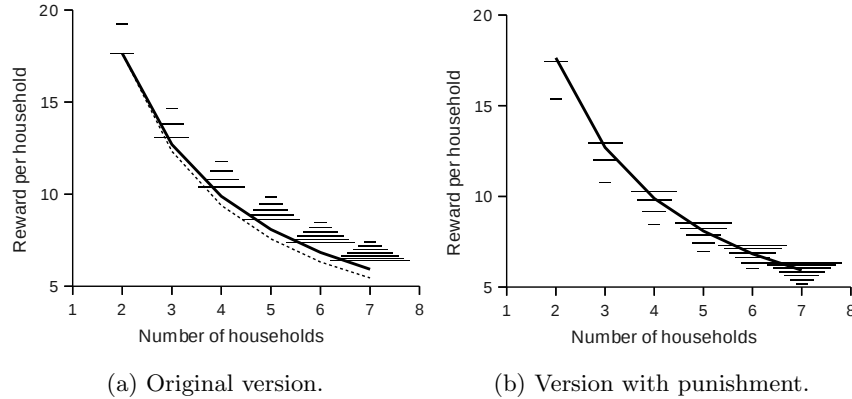 20
15
10
5
1 2 3 4 5 6 7 8
Reward per household
Number of households
(a) Original version.
20
15
10
5
1 2 3 4 5 6 7 8
Reward per household
Number of households
(b) Version with punishment.